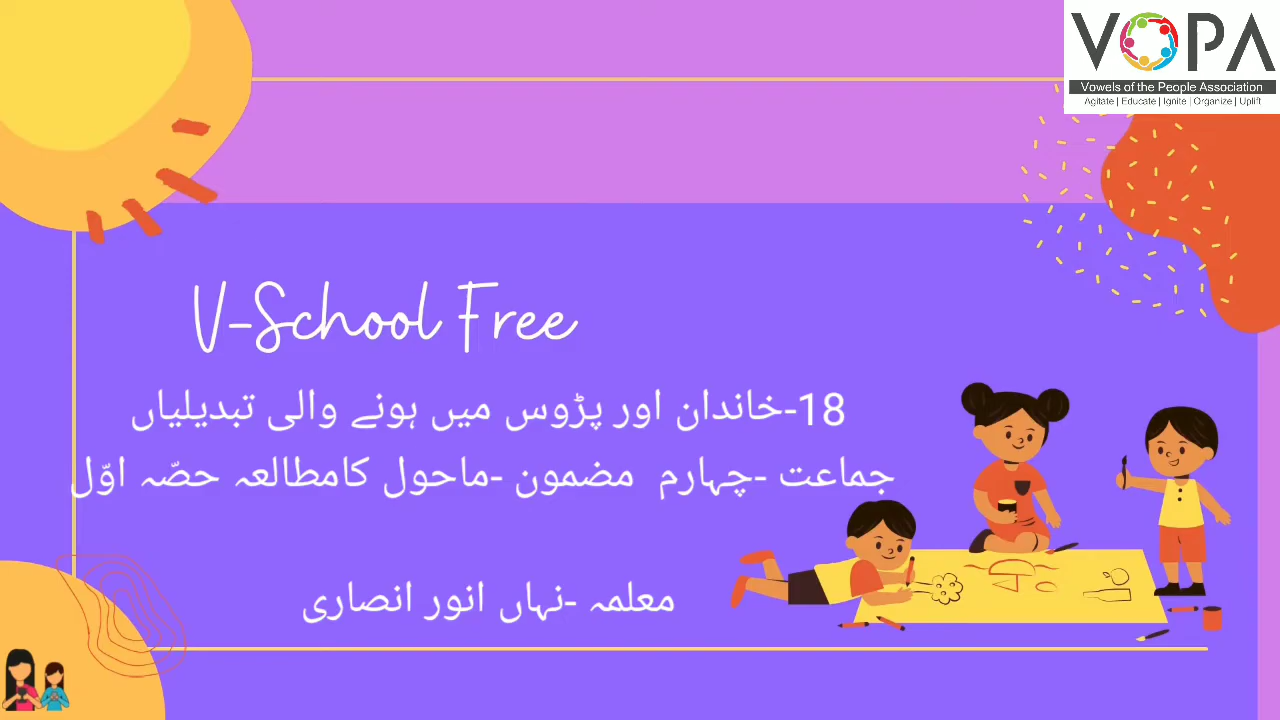 VOPA
Vowels of the People Association
Agitate | Educate | Ignite | Organize | Uplift
V-School Free
18-خاندان اور پڑوس میں ہونے والی تبدیلیاں
جماعت -چہارم مضمون -ماحول کامطالعہ حصّہ اوّل
معلمہ -نہاں انور انصاری